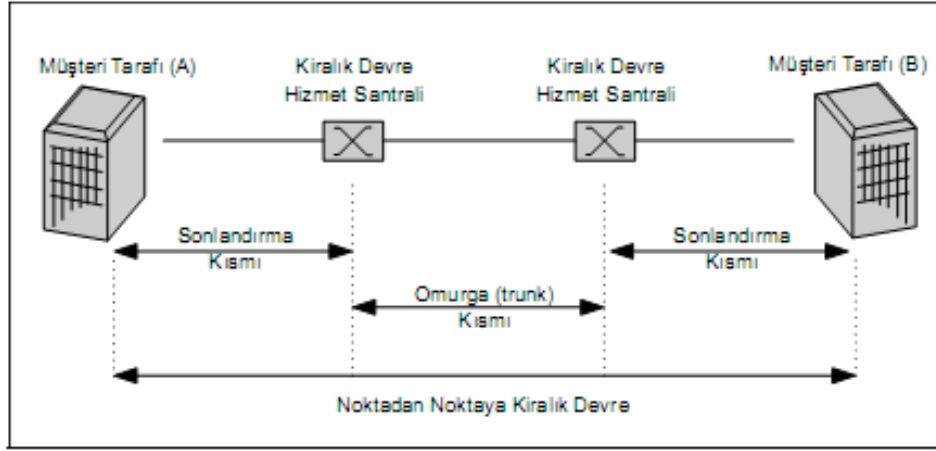 Müşteri Tarafı (A)
Kiralık Devre
Hizmet Santrali
Kiralık Devre
Hizmet Santrali
Müşteri Tarafı (B)
Sonlandırma
Kısmı
Sonlandırma
Kısmı
Omurga (trunk)
Kısmı
Noktadan Noktaya Kiralık Devre